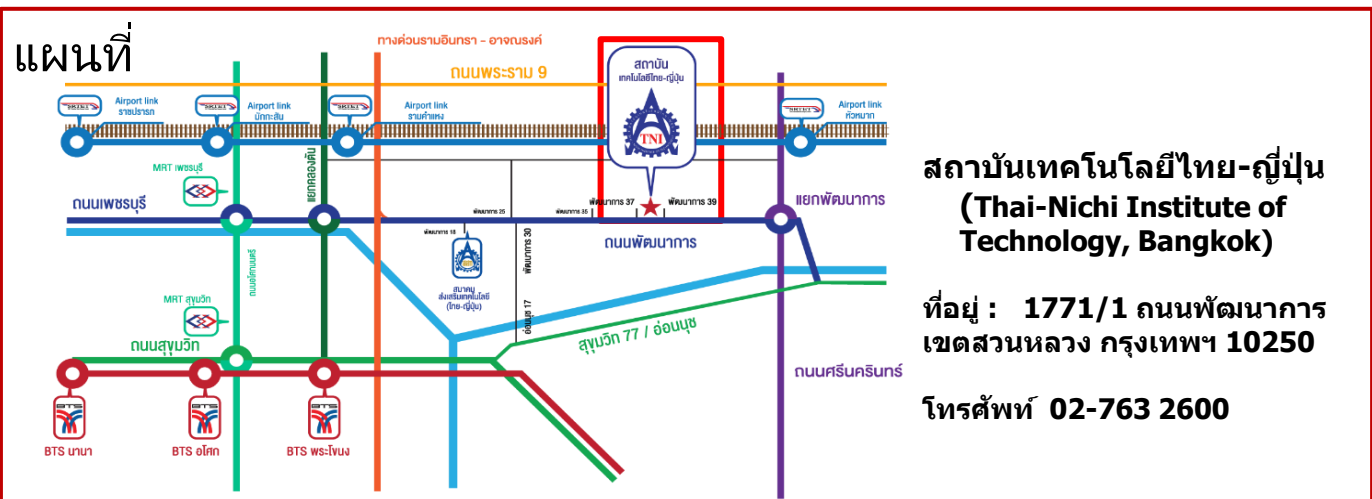 แผนที่
ทางด่วนรามอินทรา - อาจณรงค์
ถนนพระราม 9
สถาบัน
เทคโนโลยีไทย-ญี่ปุ่น
TNI
Airport link
ราชปรารภ
Airport link
มักกะสัน
Airport link
รามคำแหง
Airport link
หัวหมาก
MRT เพชรบุรี
แยกคลองตัน
ถนนเพชรบุรี
พัฒนาการ 25
พัฒนาการ 35
พัฒนาการ 37
พัฒนาการ 39
แยกพัฒนาการ
พัฒนาการ 18
พัฒนาการ 30
ถนนพัฒนาการ
ถนนอโศกมนตรี
สมาคม
ส่งเสริมเทคโนโลยี
(ไทย-ญี่ปุ่น)
MRT สุขุมวิท
อ่อนนุช 17
สุขุมวิท 77 / อ่อนนุช
ถนนสุขุมวิท
ถนนศรีนครินทร์
BTS
BTS
BTS
BTS นานา
BTS อโศก
BTS พระโขนง
สถาบันเทคโนโลยีไทย-ญี่ปุ่น
(Thai-Nichi Institute of
Technology, Bangkok)
ที่อยู่ : 1771/1 ถนนพัฒนาการ
เขตสวนหลวง กรุงเทพฯ 10250
โทรศัพท์ 02-763 2600